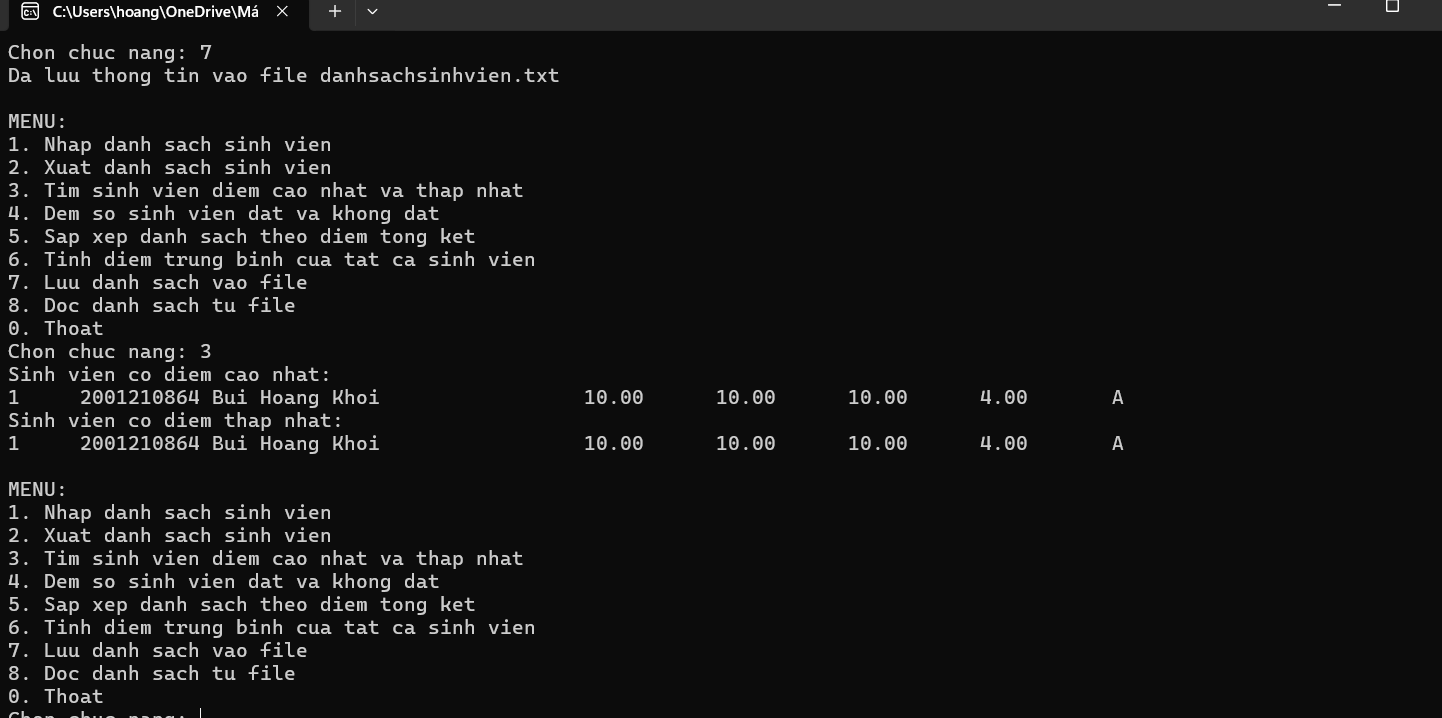 C:\Users\hoang\OneDrive\Má
Chon chuc nang: 7
Da luu thong tin vao file danhsachsinhvien.txt
MENU:
1. Nhap danh sach sinh vien
2. Xuat danh sach sinh vien
3. Tim sinh vien diem cao nhat va thap nhat
4. Dem so sinh vien dat va khong dat
5. Sap xep danh sach theo diem tong ket
6. Tinh diem trung binh cua tat ca sinh vien
7. Luu danh sach vao file
8. Doc danh sach tu file
0. Thoat
Chon chuc nang: 3
Sinh vien co diem cao nhat:
1 2001210864 Bui Hoang Khoi 10.00 10.00 10.00 4.00 A
Sinh vien co diem thap nhat:
1 2001210864 Bui Hoang Khoi 10.00 10.00 10.00 4.00 A
MENU:
1. Nhap danh sach sinh vien
2. Xuat danh sach sinh vien
3. Tim sinh vien diem cao nhat va thap nhat
4. Dem so sinh vien dat va khong dat
5. Sap xep danh sach theo diem tong ket
6. Tinh diem trung binh cua tat ca sinh vien
7. Luu danh sach vao file
8. Doc danh sach tu file
0. Thoat
Chon chuc nang: